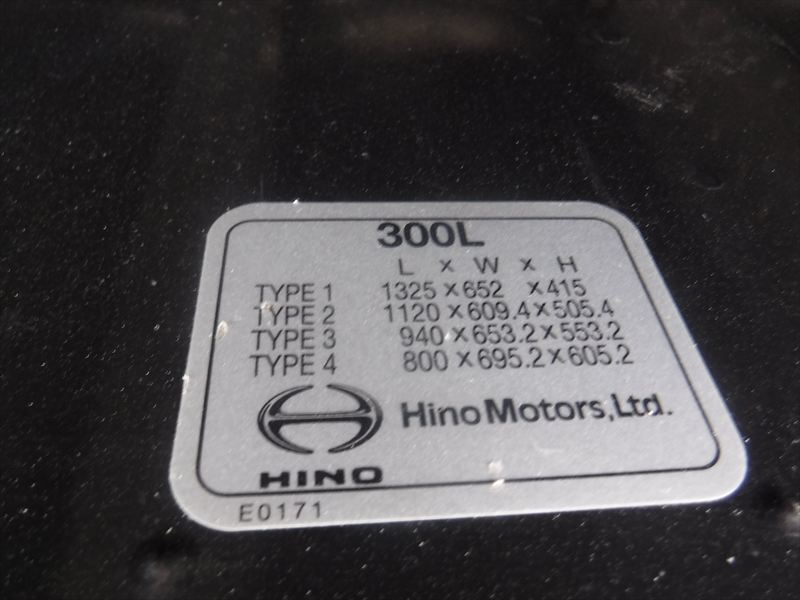 300L
L x W x H
TYPE 1 1325 x 652 x 415
TYPE 2 1120 x 609.4 x 505.4
TYPE 3 940 x 653.2 x 553.2
TYPE 4 800 x 695.2 x 605.2
Hino Motors, Ltd.
HINO
E0171